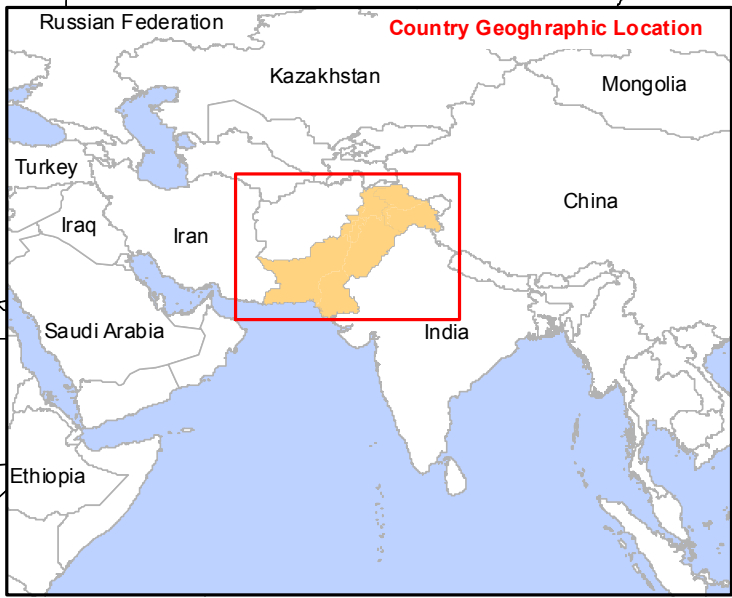 Russian Federation
Country Geoghraphic Location
Kazakhstan
Mongolia
Turkey
China
Iraq
Iran
Saudi Arabia
India
Ethiopia